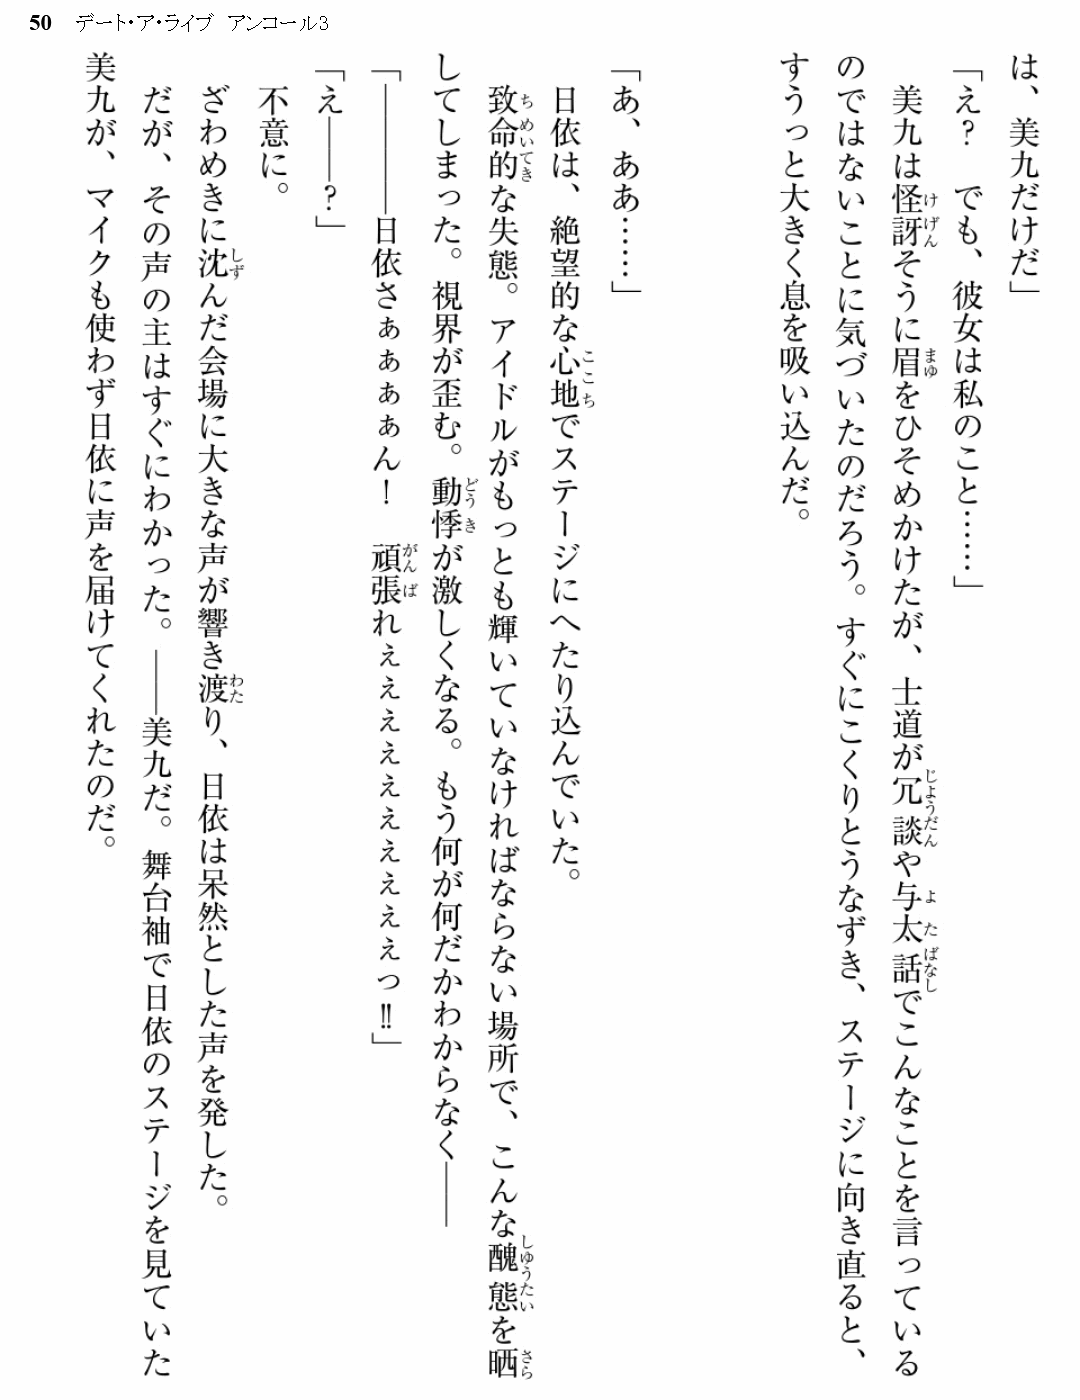 50 デート・ア・ライブ アンコール3
は、美九だけだ」
「え？　でも、彼女は私のこと……」
　美九は怪訝そうに眉をひそめかけたが、士道が冗談や与太話でこんなことを言っている
のではないことに気づいたのだろう。すぐにこくりとうなずき、ステージに向き直ると、
すうっと大きく息を吸い込んだ。
「あ、ああ……」
　日依は、絶望的な心地でステージにへたり込んでいた。
　致命的な失態。アイドルがもっとも輝いていなければならない場所で、こんな醜態を晒
してしまった。視界が歪む。動悸が激しくなる。もう何が何だかわからなく――
「――――日依さぁぁぁぁん！　頑張れぇぇぇぇぇぇぇぇぇぇっ!!」
「え――？」
　不意に。
　ざわめきに沈んだ会場に大きな声が響き渡り、日依は呆然とした声を発した。
　だが、その声の主はすぐにわかった。――美九だ。舞台袖で日依のステージを見ていた
美九が、マイクも使わず日依に声を届けてくれたのだ。